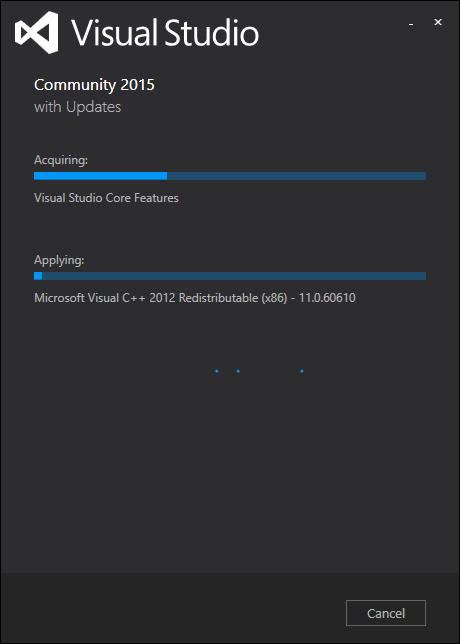 Visual Studio
Community 2015
with Updates
Acquiring:
Visual Studio Core Features
Applying:
Microsoft Visual C++ 2012 Redistributable (x86) - 11.0.60610
Cancel